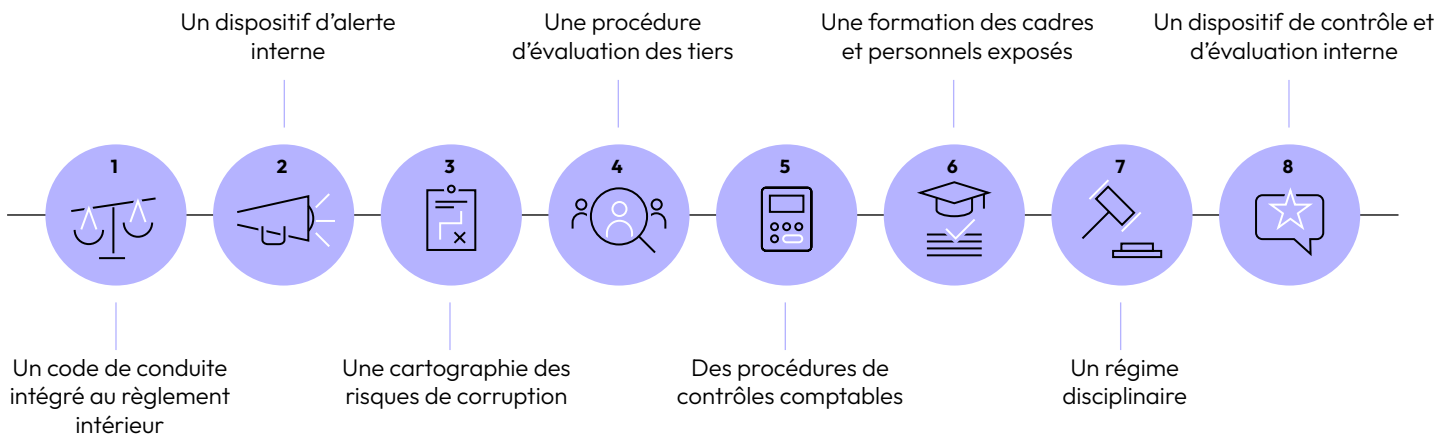 1
Un code de conduite
intégré au règlement
intérieur
2
Un dispositif d’alerte
interne
3
Une cartographie des
risques de corruption
4
Une procédure
d’évaluation des tiers
5
Des procédures de
contrôles comptables
6
Une formation des cadres
et personnels exposés
7
Un régime
disciplinaire
8
Un dispositif de contrôle et
d’évaluation interne